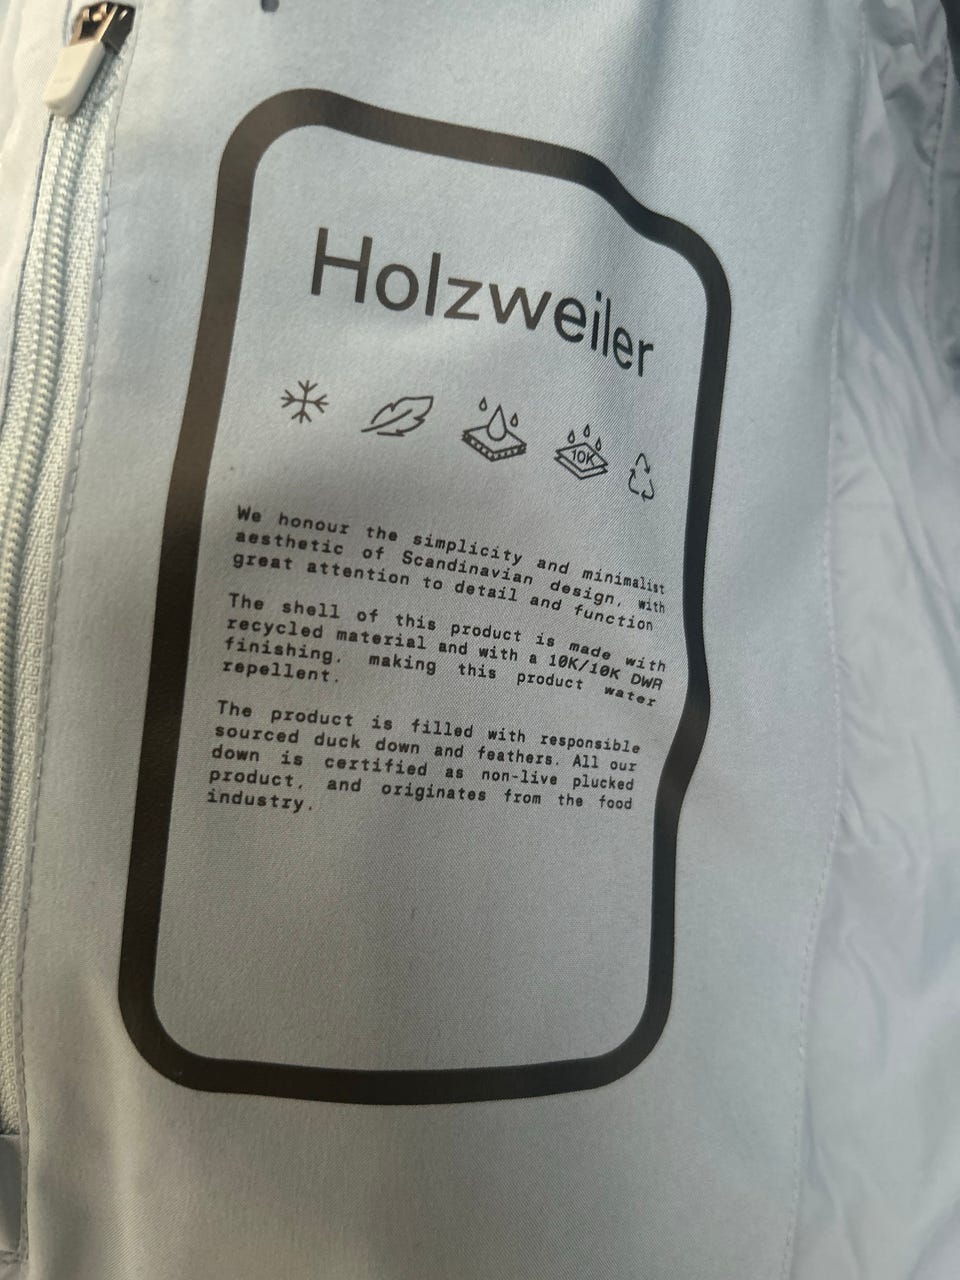 Holzweiler
10K
We honour the simplicity and minimalist
aesthetic of Scandinavian design, with
great attention to detail and function
The shell of this product is made with
recycled material and with a 10K/10K DWR
finishing, making this product water
repellent.
The product is filled with responsible
sourced duck down and feathers. All our
down is certified as non-live plucked
product, and originates from the food
industry.